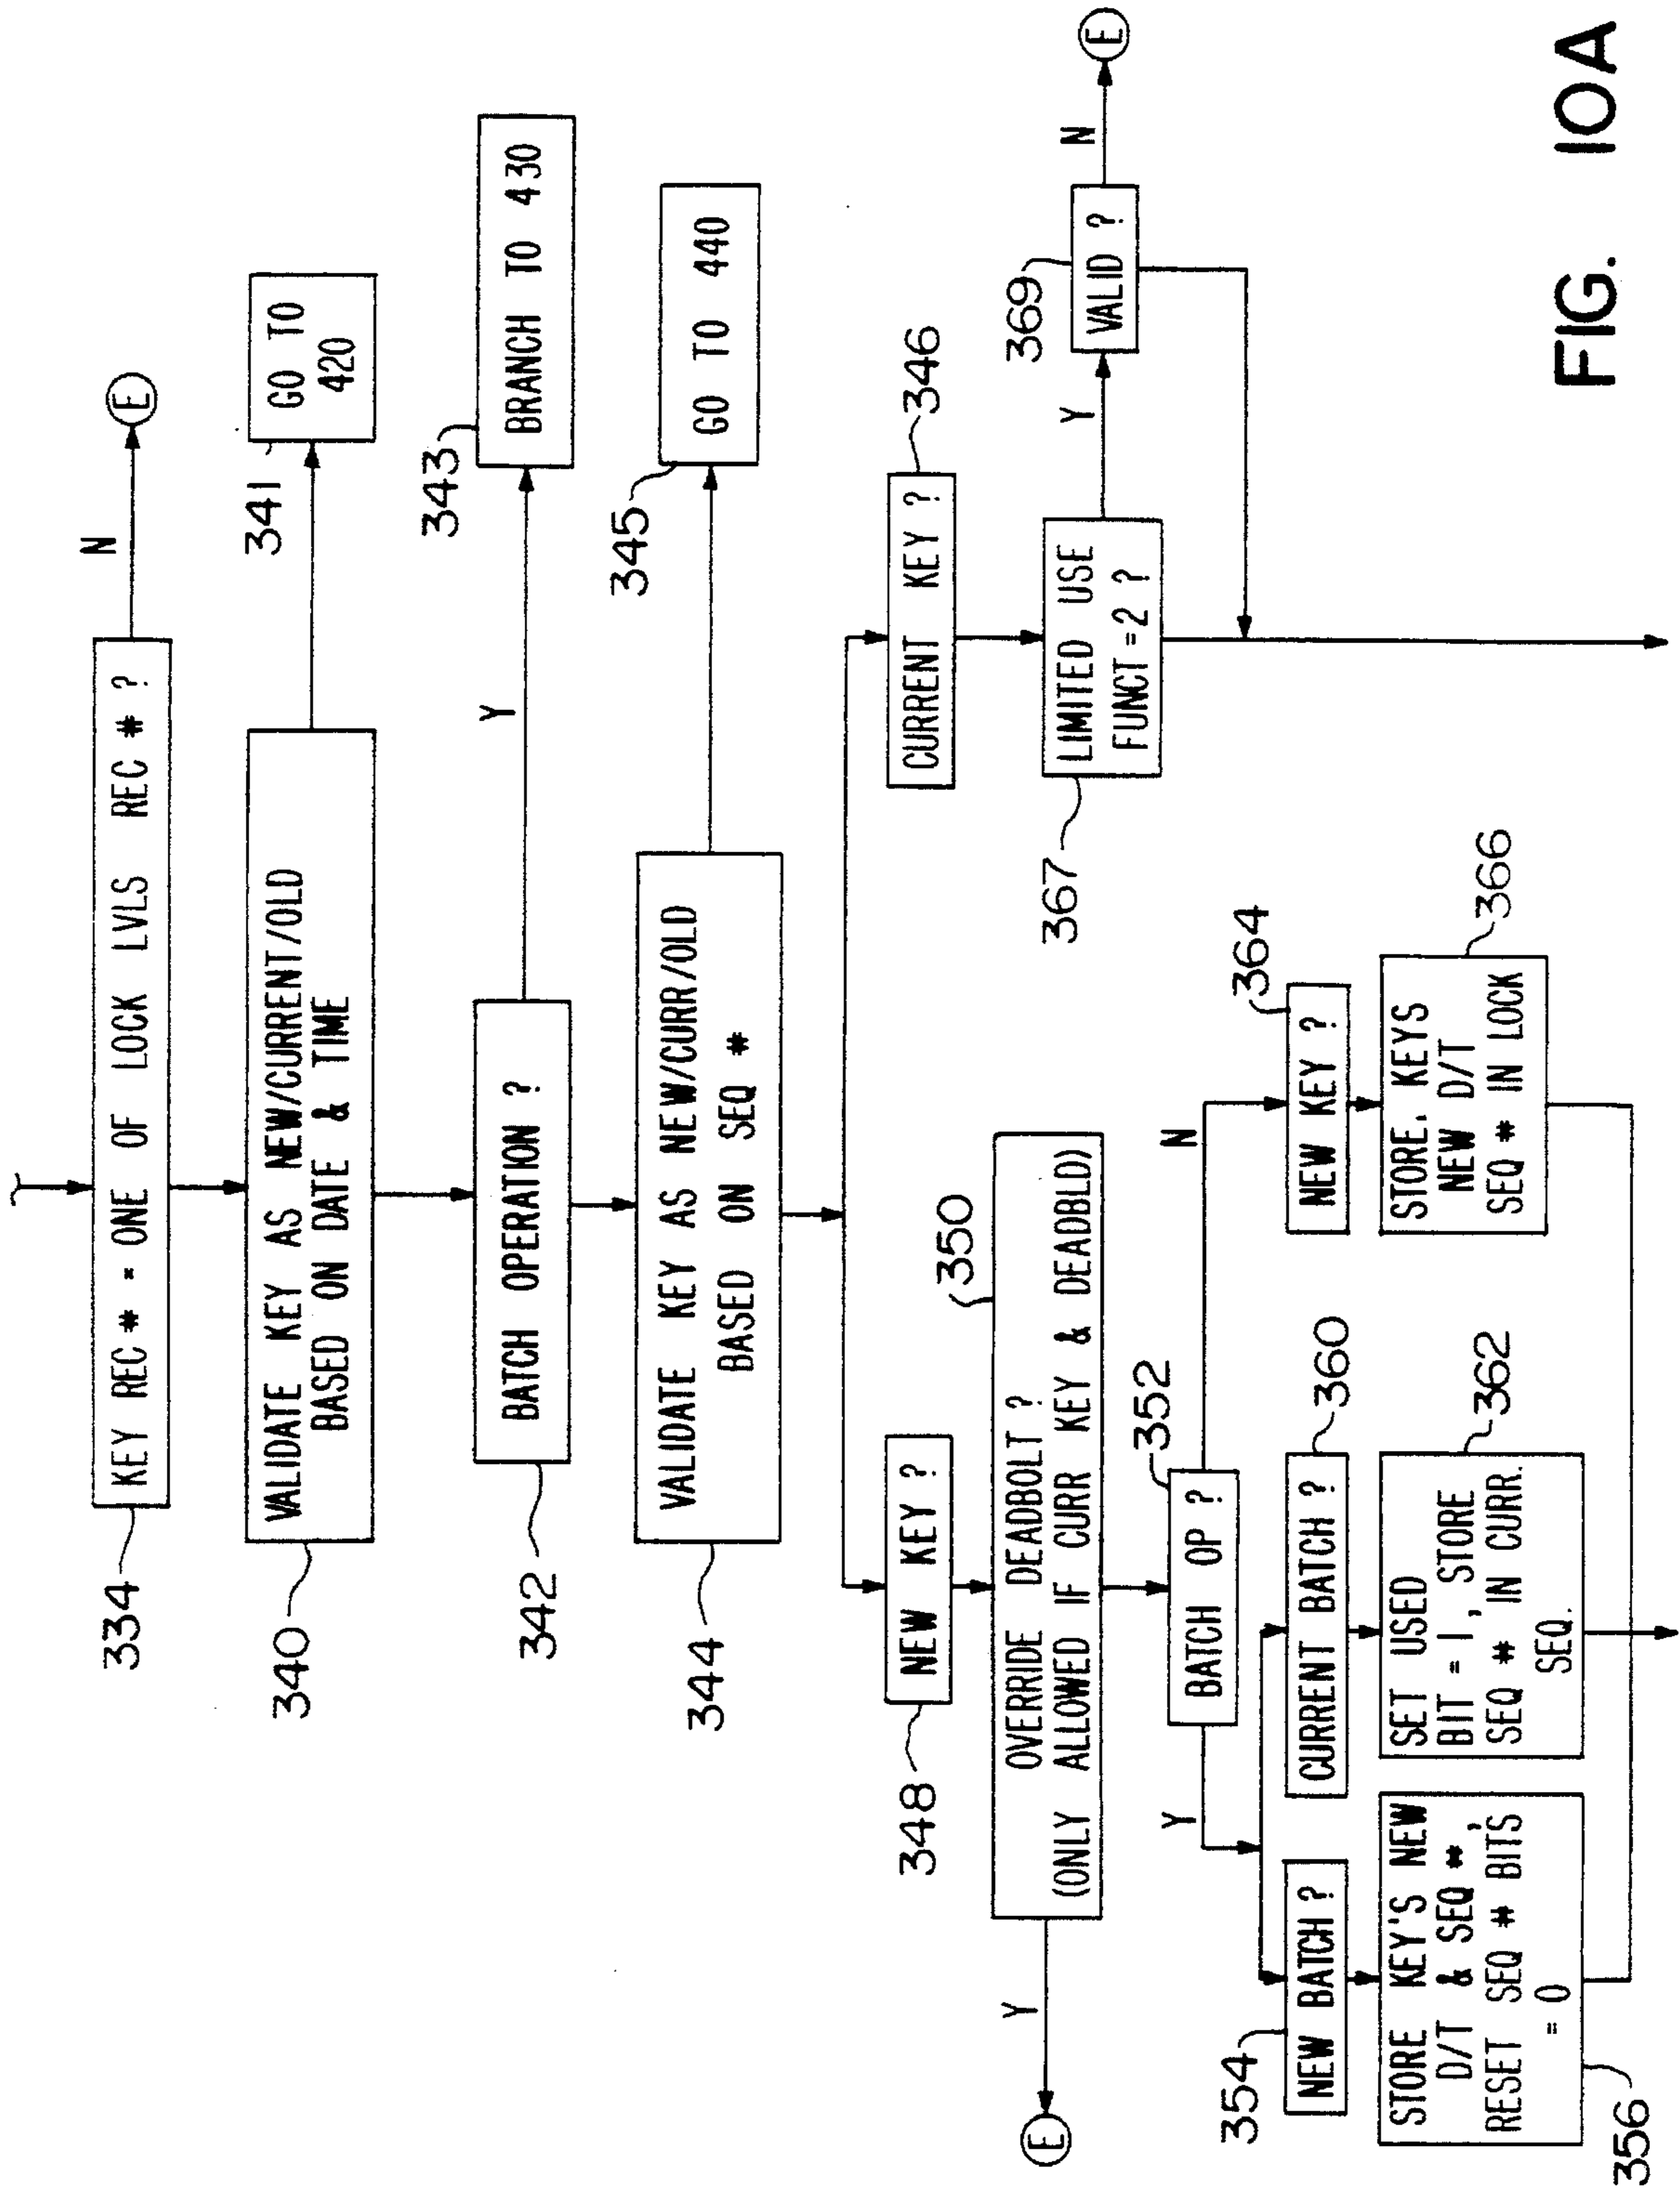 334
KEY REC # = ONE OF LOCK LVLS REC # ?
N
E
340
VALIDATE KEY AS NEW/CURRENT/OLD
BASED ON DATE & TIME
341
GO TO
420
342
BATCH OPERATION ?
Y
343
BRANCH TO 430
344
VALIDATE KEY AS NEW/CURR/OLD
BASED ON SEQ #
345
GO TO 440
348
NEW KEY ?
CURRENT KEY ?
346
350
OVERRIDE DEADBOLT ?
(ONLY ALLOWED IF CURR KEY & DEADBLD)
Y
E
367
LIMITED USE
FUNCT = 2 ?
Y
369
VALID ?
N
E
352
BATCH OP ?
Y
N
354
NEW BATCH ?
CURRENT BATCH ?
360
NEW KEY ?
364
356
STORE KEY'S NEW
D/T & SEQ #,
RESET SEQ # BITS
= 0
SET USED
BIT = 1, STORE
SEQ # IN CURR.
SEQ.
362
STORE. KEYS
NEW D/T
SEQ # IN LOCK
366
FIG. 10A